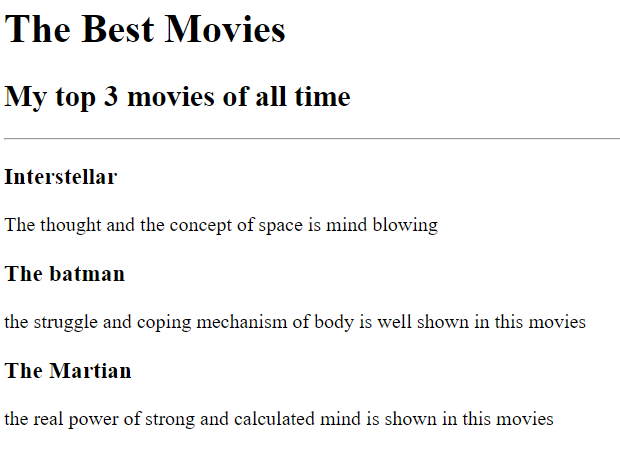 The Best Movies
My top 3 movies of all time
Interstellar
The thought and the concept of space is mind blowing
The batman
the struggle and coping mechanism of body is well shown in this movies
The Martian
the real power of strong and calculated mind is shown in this movies